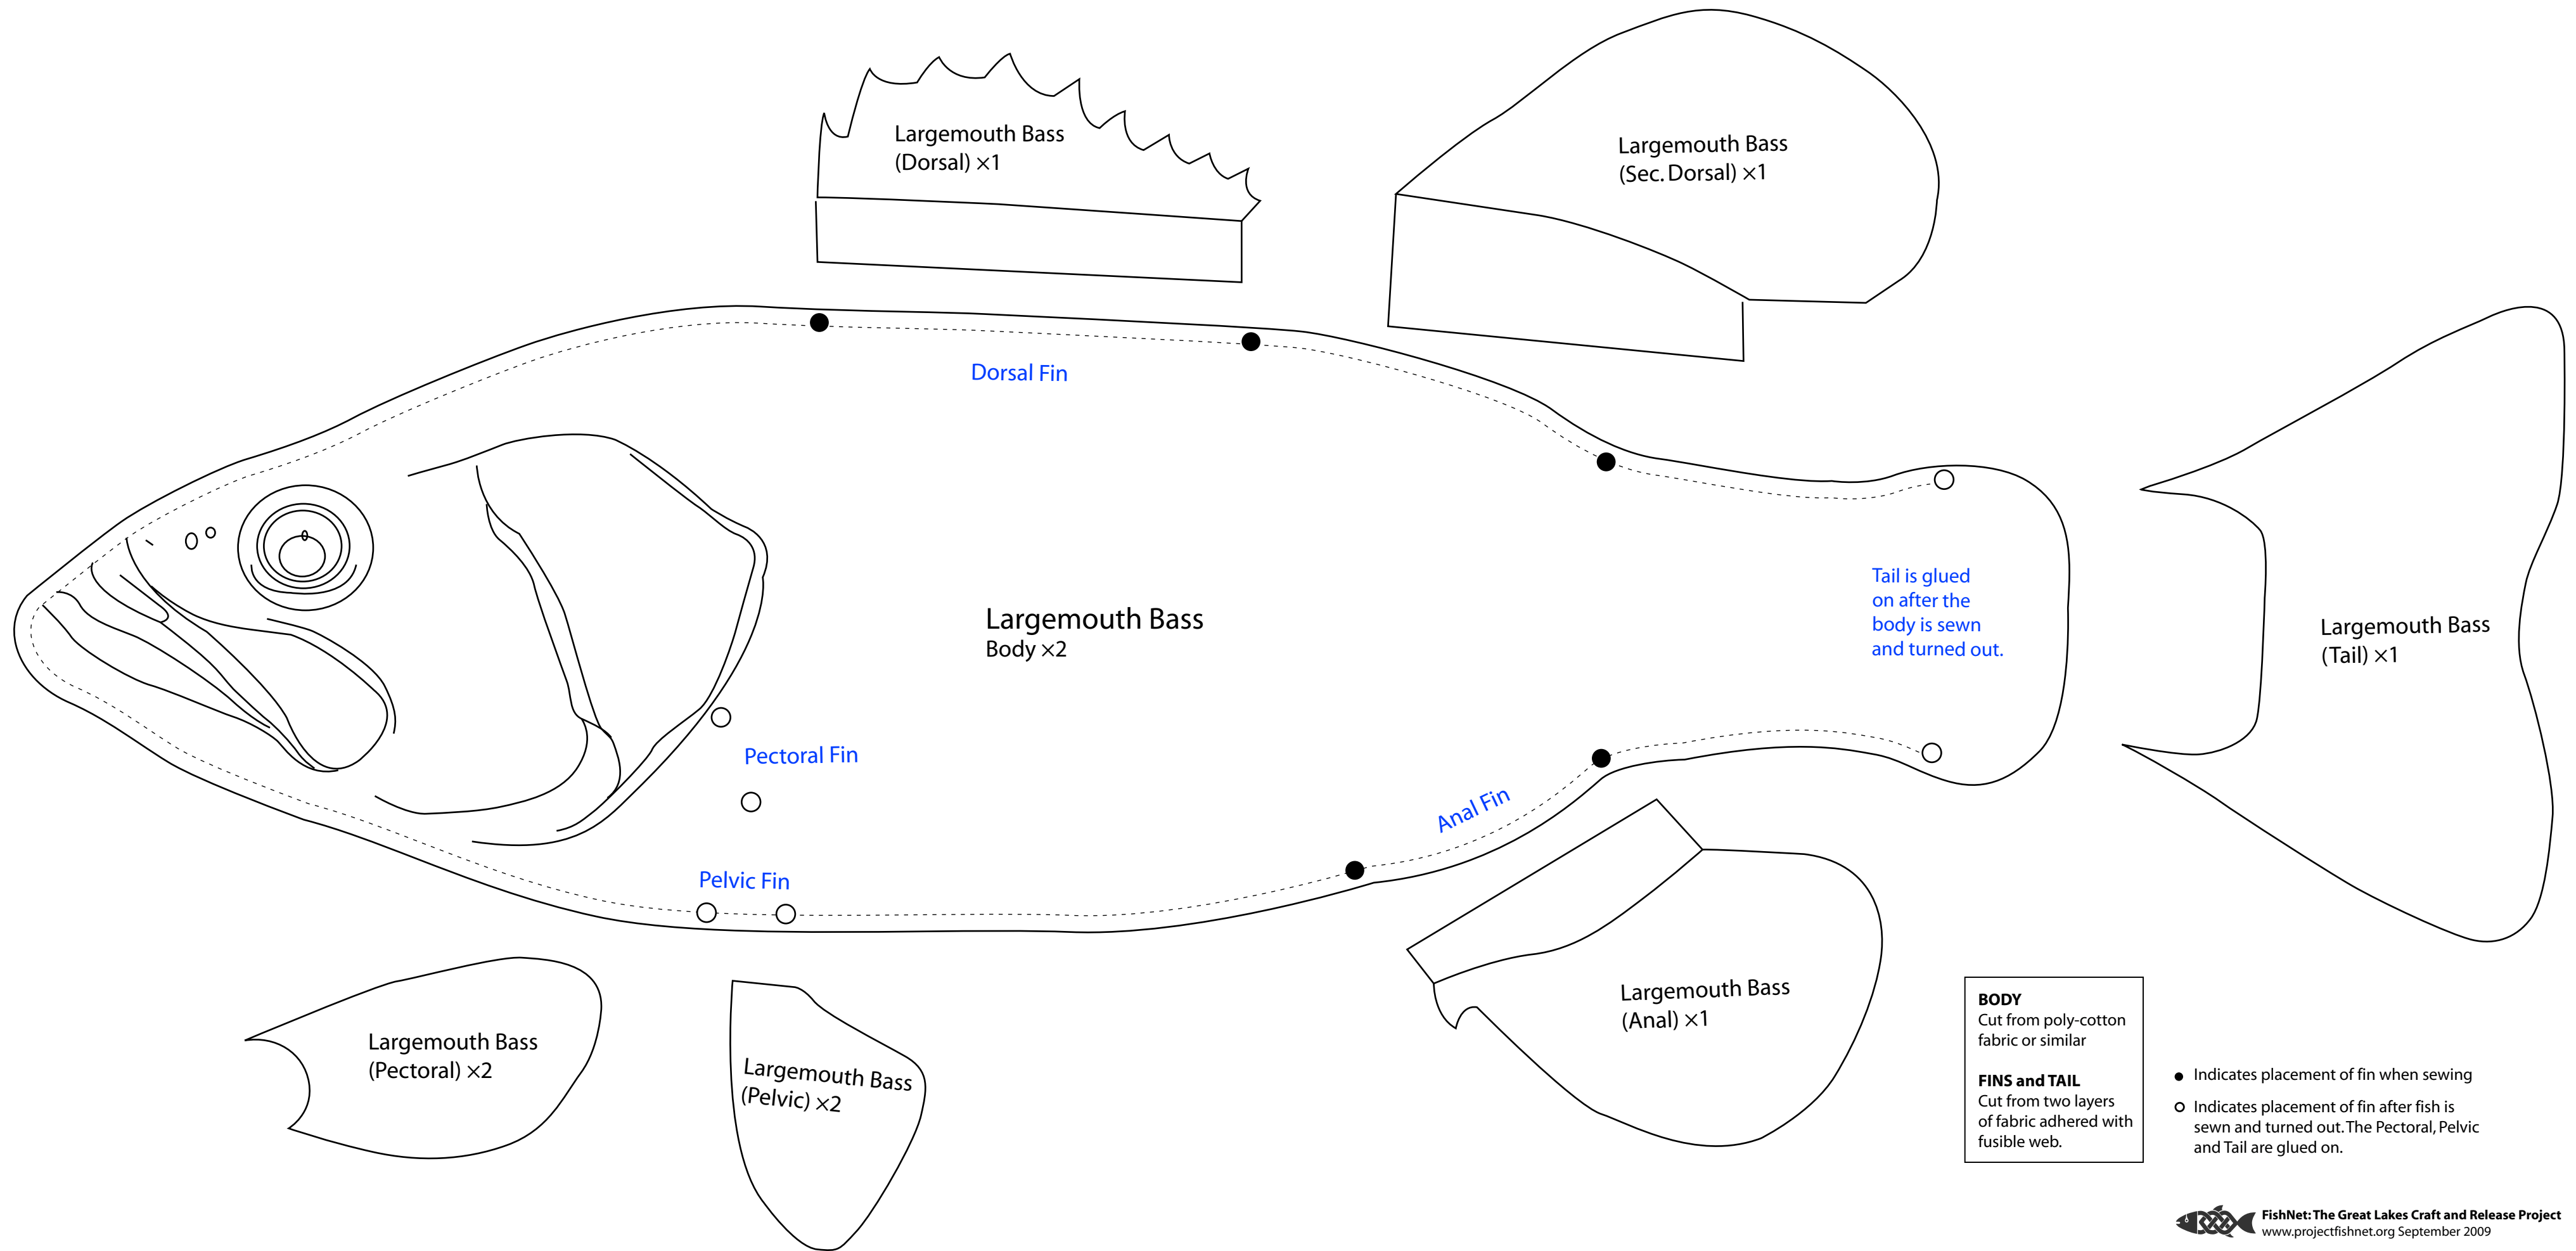 Largemouth Bass
(Dorsal) ×1
Largemouth Bass
(Sec. Dorsal) ×1
Dorsal Fin
Largemouth Bass
Body ×2
Tail is glued
on after the
body is sewn
and turned out.
Largemouth Bass
(Tail) ×1
Pectoral Fin
Anal Fin
Pelvic Fin
Largemouth Bass
(Pectoral) ×2
Largemouth Bass
(Pelvic) ×2
Largemouth Bass
(Anal) ×1
BODY
Cut from poly-cotton
fabric or similar
FINS and TAIL
Cut from two layers
of fabric adhered with
fusible web.
Indicates placement of fin when sewing
Indicates placement of fin after fish is
sewn and turned out. The Pectoral, Pelvic
and Tail are glued on.
FishNet: The Great Lakes Craft and Release Project
www.projectfishnet.org September 2009